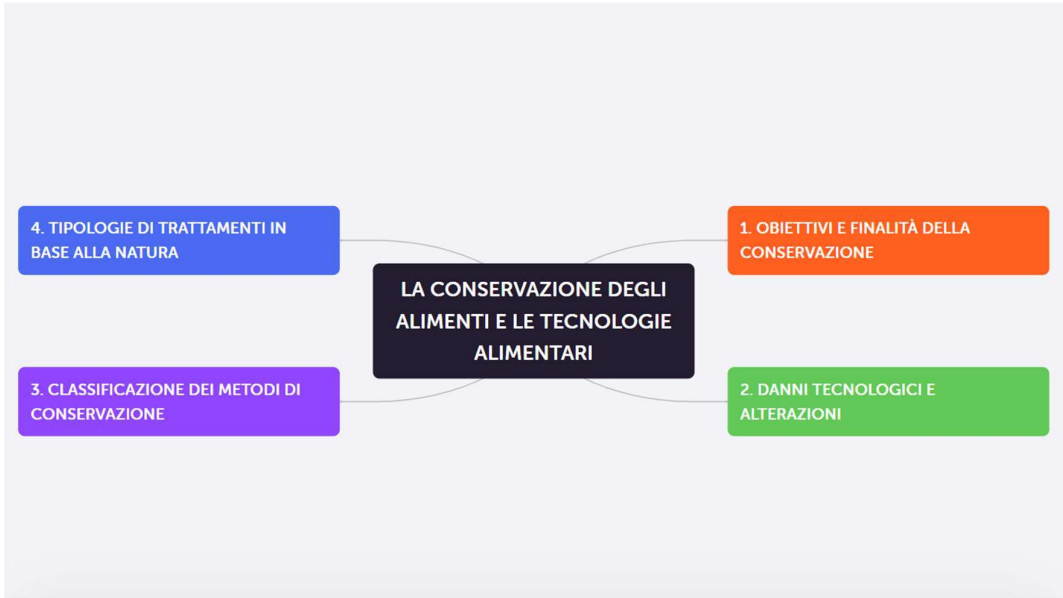 LA CONSERVAZIONE DEGLI
ALIMENTI E LE TECNOLOGIE
ALIMENTARI
1. OBIETTIVI E FINALITÀ DELLA
CONSERVAZIONE
2. DANNI TECNOLOGICI E
ALTERAZIONI
3. CLASSIFICAZIONE DEI METODI DI
CONSERVAZIONE
4. TIPOLOGIE DI TRATTAMENTI IN
BASE ALLA NATURA